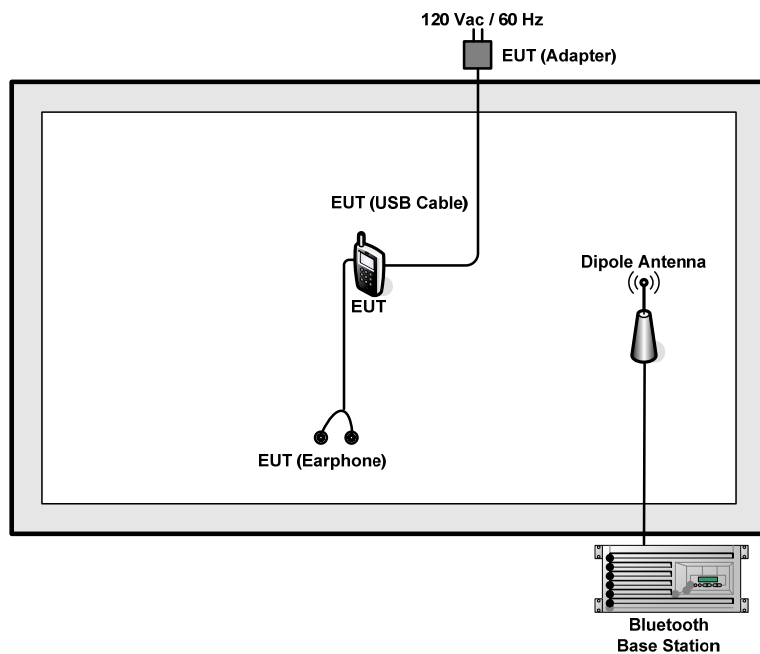 120 Vac / 60 Hz
EUT (Adapter)
EUT (USB Cable)
Dipole Antenna
EUT
EUT (Earphone)
Bluetooth
Base Station